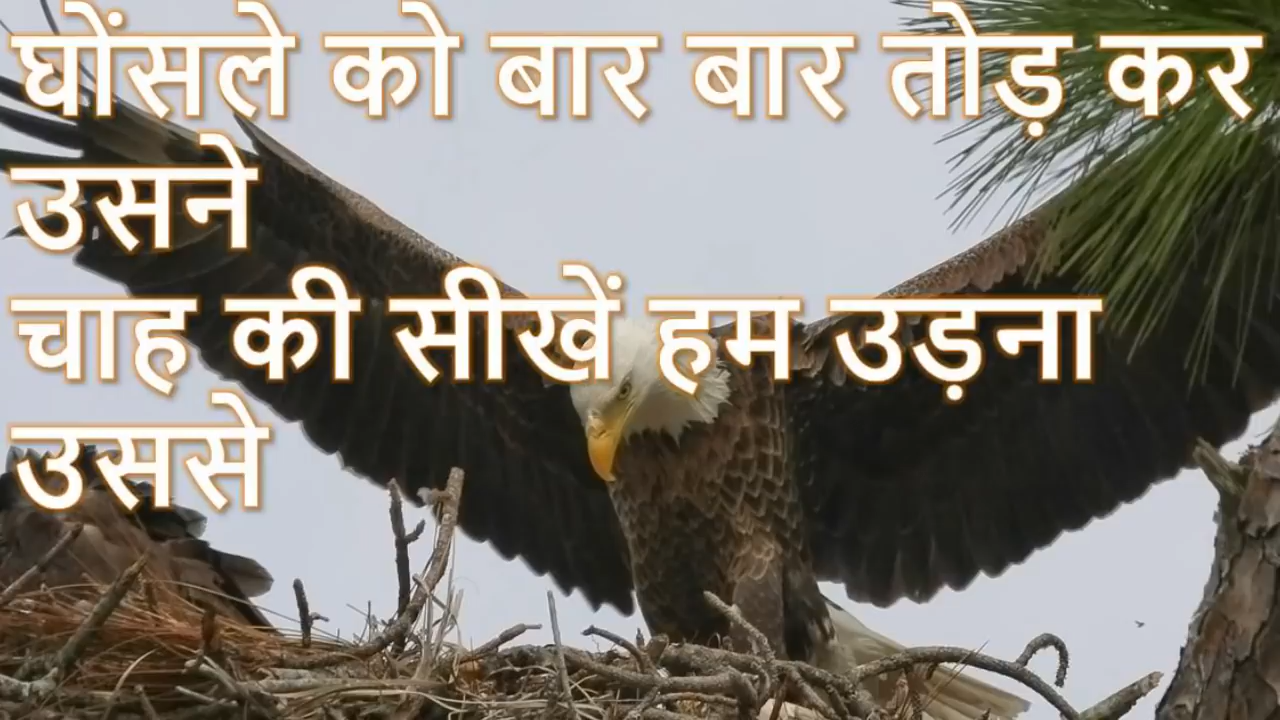 घोंसले को बार बार तोड़ कर
उसने
चाह की सीखें हम उड़ना
उससे